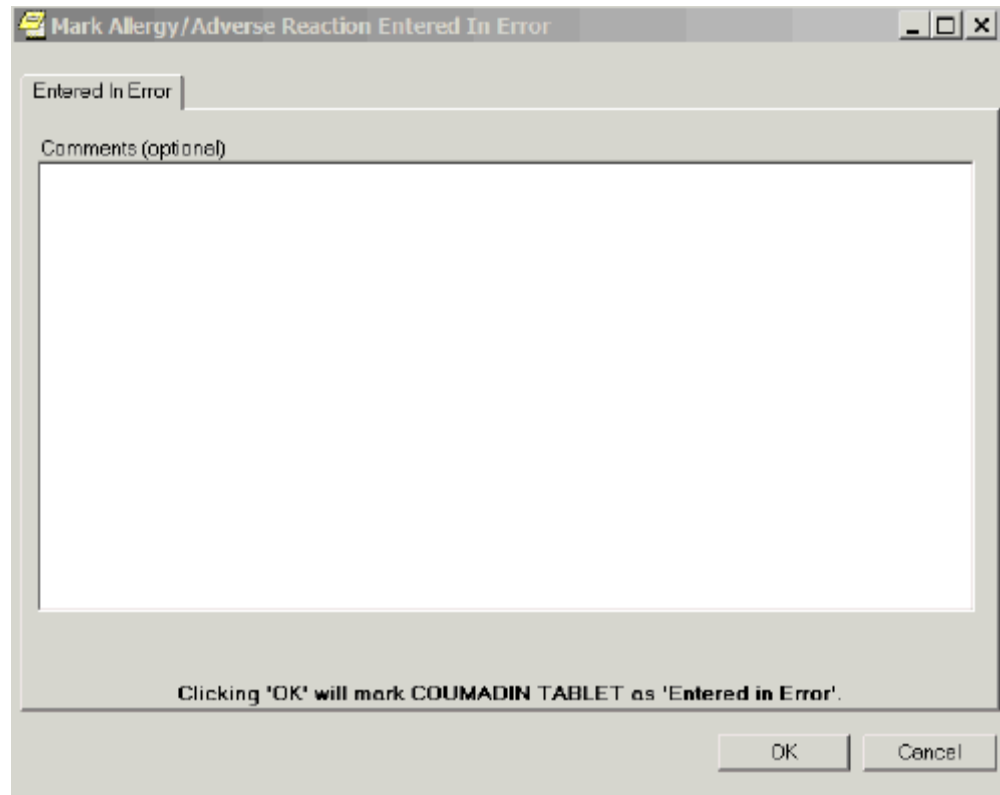 Mark Allergy/Adverse Reaction Entered In Error
Entered In Error
Comments (optional)
Clicking 'OK' will mark COUMADIN TABLET as 'Entered in Error'.
OK
Cancel